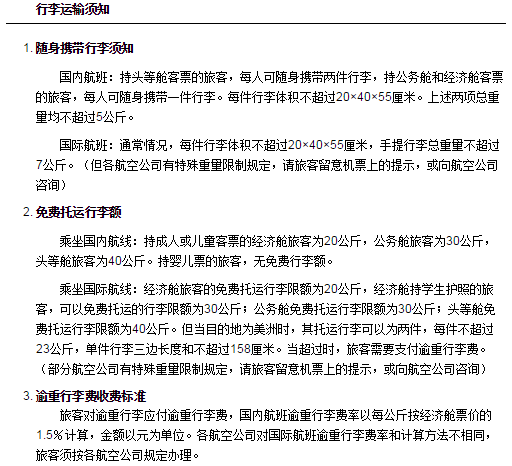 行李运输须知
1. 随身携带行李须知
国内航班：持头等舱客票的旅客，每人可随身携带两件行李，持公务舱和经济舱客票
的旅客，每人可随身携带一件行李。每件行李体积不超过20×40×55厘米。上述两项总重
量均不超过5公斤。
国际航班：通常情况，每件行李体积不超过20×40×55厘米，手提行李总重量不超过
7公斤。（但各航空公司有特殊重量限制规定，请旅客留意机票上的提示，或向航空公司
咨询）
2. 免费托运行李额
乘坐国内航线：持成人或儿童客票的经济舱旅客为20公斤，公务舱旅客为30公斤，
头等舱旅客为40公斤。持婴儿票的旅客，无免费行李额。
乘坐国际航线：经济舱旅客的免费托运行李限额为20公斤，经济舱持学生护照的旅
客，可以免费托运的行李限额为30公斤；公务舱免费托运行李限额为30公斤；头等舱免
费托运行李限额为40公斤。但当目的地为美洲时，其托运行李可以为两件，每件不超过
23公斤，单件行李三边长度和不超过158厘米。当超过时，旅客需要支付逾重行李费。
（部分航空公司有特殊重量限制规定，请旅客留意机票上的提示，或向航空公司咨询）
3. 逾重行李费收费标准
旅客对逾重行李应付逾重行李费，国内航班逾重行李费率以每公斤按经济舱票价的
1.5%计算，金额以元为单位。各航空公司对国际航班逾重行李费率和计算方法不相同，
旅客须按各航空公司规定办理。